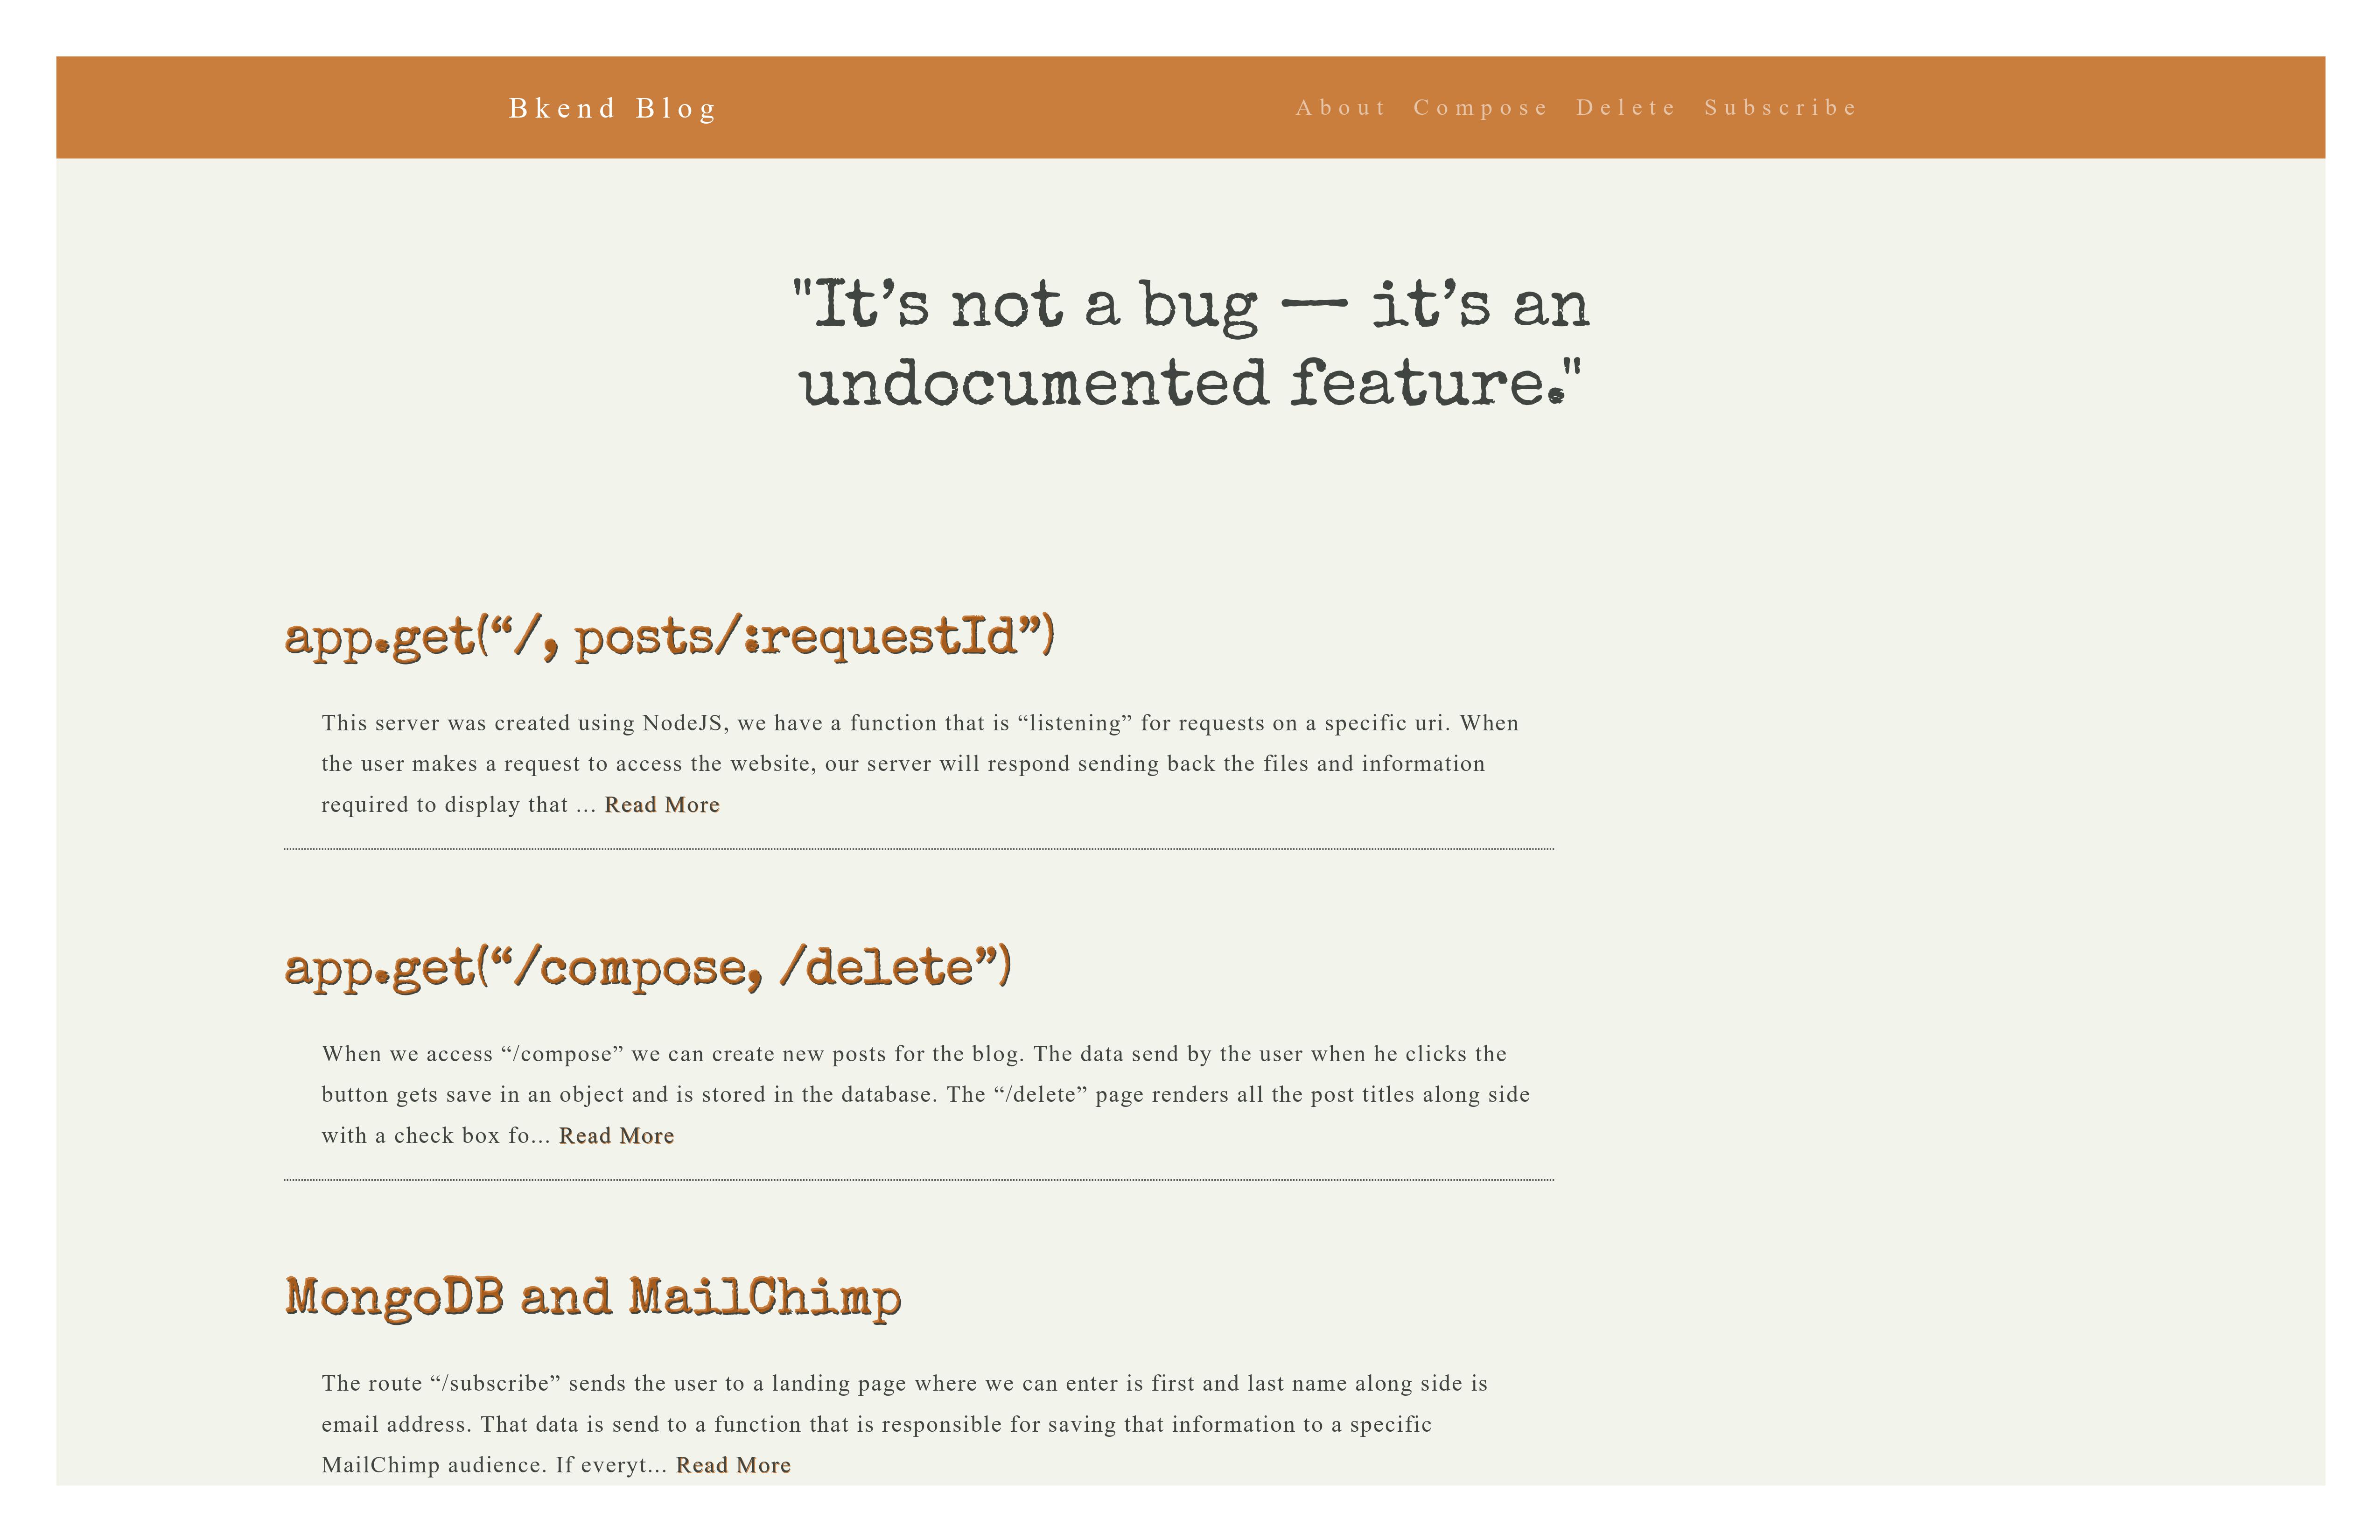 Bkend Blog
About Compose Delete Subscribe
"It’s not a bug — it’s an
undocumented feature."
app.get(“/, posts/:requestId”)
This server was created using NodeJS, we have a function that is “listening” for requests on a specific uri. When
the user makes a request to access the website, our server will respond sending back the files and information
required to display that ... Read More
app.get(“/compose, /delete”)
When we access “/compose” we can create new posts for the blog. The data send by the user when he clicks the
button gets save in an object and is stored in the database. The “/delete” page renders all the post titles along side
with a check box fo... Read More
MongoDB and MailChimp
The route “/subscribe” sends the user to a landing page where we can enter is first and last name along side is
email address. That data is send to a function that is responsible for saving that information to a specific
MailChimp audience. If everyt... Read More